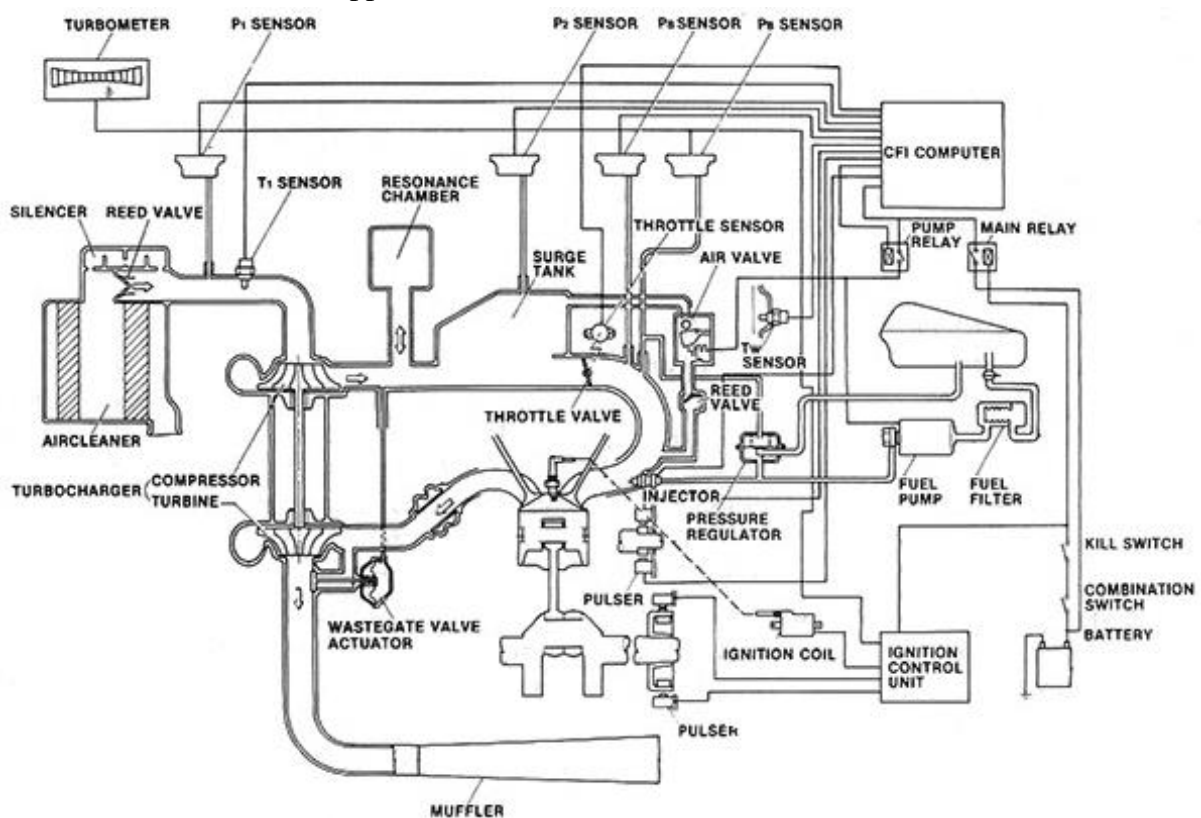 TURBOMETER
P1 SENSOR
P2 SENSOR
PB SENSOR
PB SENSOR
CFI COMPUTER
T1 SENSOR
RESONANCE
CHAMBER
SILENCER
REED VALVE
THROTTLE SENSOR
PUMP
RELAY
MAIN RELAY
SURGE
TANK
AIR VALVE
TW
SENSOR
REED
VALVE
THROTTLE VALVE
AIRCLEANER
TURBOCHARGER
COMPRESSOR
TURBINE
INJECTOR
PRESSURE
REGULATOR
FUEL
PUMP
FUEL
FILTER
KILL SWITCH
COMBINATION
SWITCH
BATTERY
PULSER
WASTEGATE VALVE
ACTUATOR
IGNITION COIL
IGNITION
CONTROL
UNIT
PULSER
MUFFLER